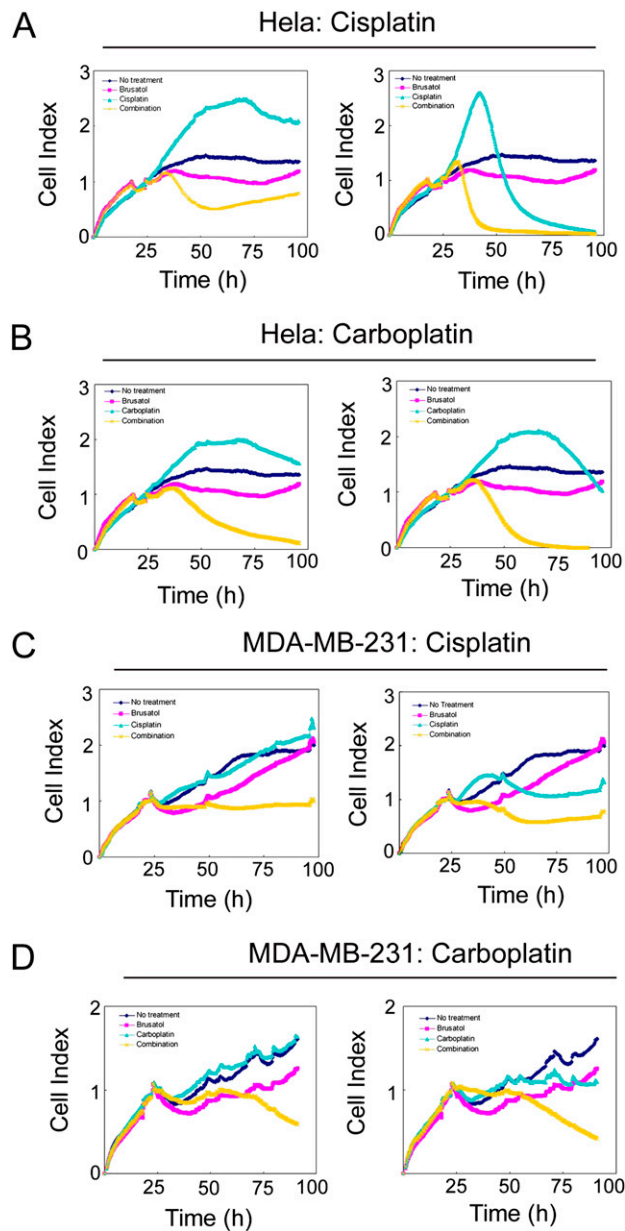 A
Hela: Cisplatin
Cell Index
3
2
1
0
No treatment
Brusatol
Cisplatin
Combination
25
50
75
100
Time (h)
Cell Index
3
2
1
0
No treatment
Brusatol
Cisplatin
Combination
25
50
75
100
Time (h)
B
Hela: Carboplatin
Cell Index
3
2
1
0
No treatment
Brusatol
Carboplatin
Combination
25
50
75
100
Time (h)
Cell Index
3
2
1
0
No treatment
Brusatol
Carboplatin
Combination
25
50
75
100
Time (h)
C
MDA-MB-231: Cisplatin
Cell Index
3
2
1
0
No treatment
Brusatol
Cisplatin
Combination
25
50
75
100
Time (h)
Cell Index
3
2
1
0
No Treatment
Brusatol
Cisplatin
Combination
25
50
75
100
Time (h)
D
MDA-MB-231: Carboplatin
Cell Index
2
1
0
No treatment
Brusatol
Carboplatin
Combination
25
50
75
100
Time (h)
Cell Index
2
1
0
No treatment
Brusatol
Carboplatin
Combination
25
50
75
100
Time (h)